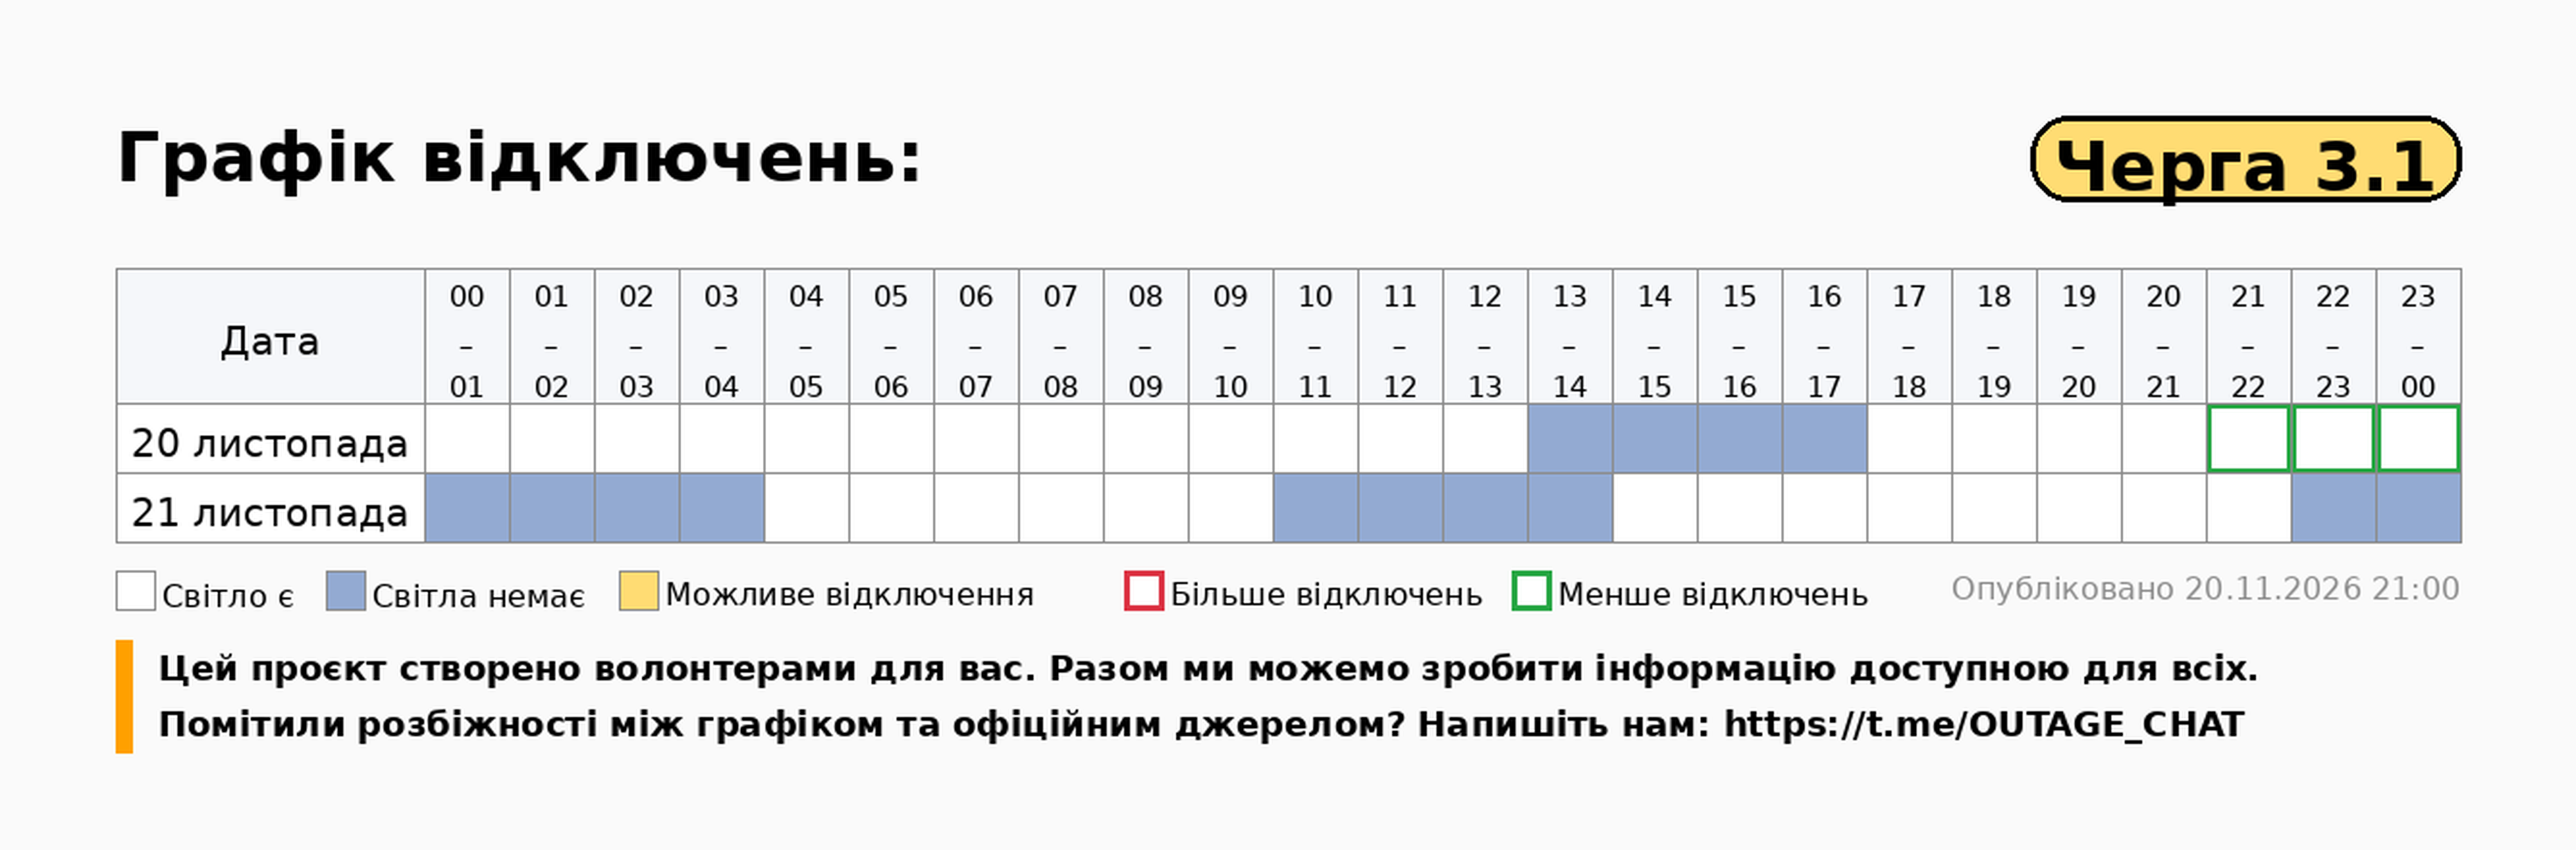 Графік відключень:
Черга 3.1
Дата
00 – 01
01 – 02
02 – 03
03 – 04
04 – 05
05 – 06
06 – 07
07 – 08
08 – 09
09 – 10
10 – 11
11 – 12
12 – 13
13 – 14
14 – 15
15 – 16
16 – 17
17 – 18
18 – 19
19 – 20
20 – 21
21 – 22
22 – 23
23 – 00
20 листопада
21 листопада
Світло є
Світла немає
Можливе відключення
Більше відключень
Менше відключень
Опубліковано 20.11.2026 21:00
Цей проєкт створено волонтерами для вас. Разом ми можемо зробити інформацію доступною для всіх.
Помітили розбіжності між графіком та офіційним джерелом? Напишіть нам: https://t.me/OUTAGE_CHAT